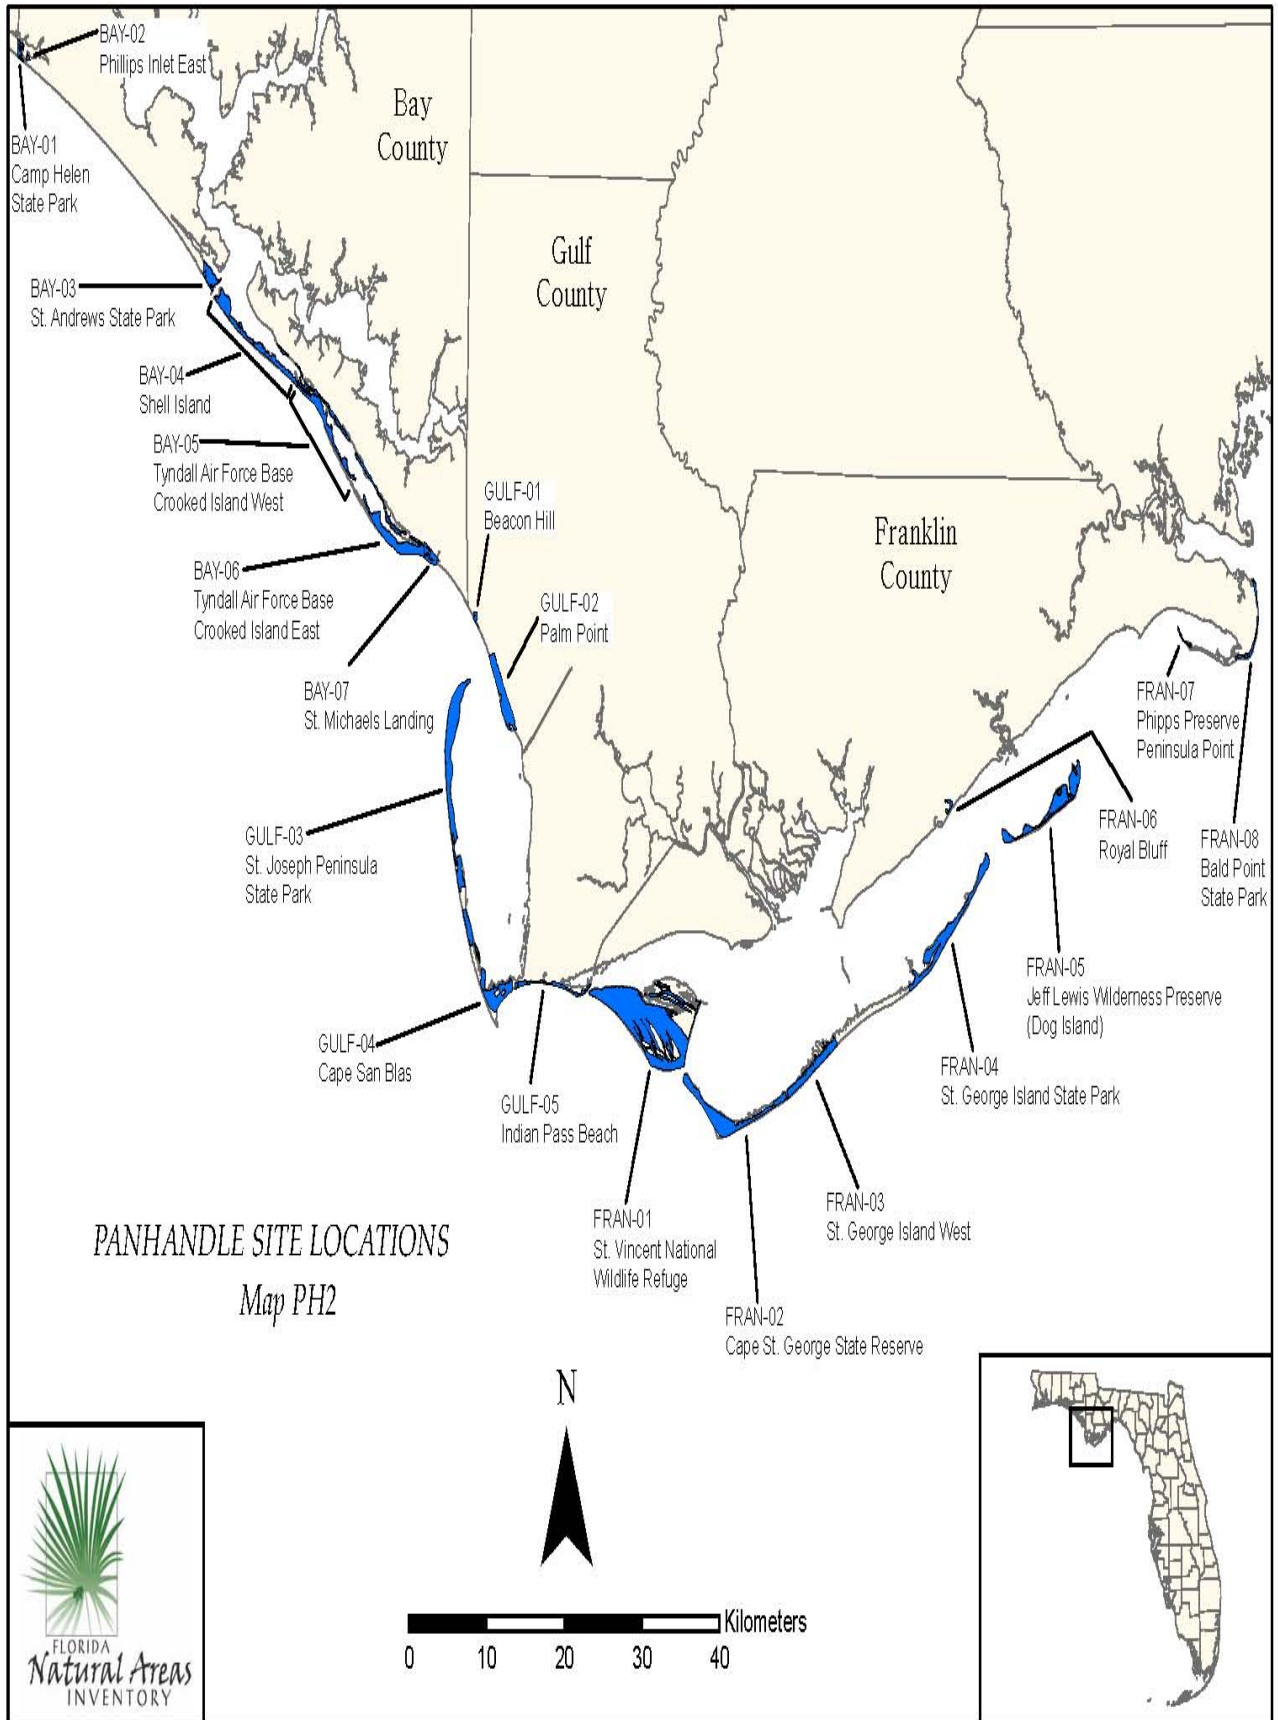 BAY-02
Phillips Inlet East
BAY-01
Camp Helen
State Park
Bay
County
Gulf
County
BAY-03
St. Andrews State Park
BAY-04
Shell Island
BAY-05
Tyndall Air Force Base
Crooked Island West
GULF-01
Beacon Hill
Franklin
County
BAY-06
Tyndall Air Force Base
Crooked Island East
GULF-02
Palm Point
BAY-07
St. Michaels Landing
FRAN-07
Phipps Preserve
Peninsula Point
GULF-03
St. Joseph Peninsula
State Park
FRAN-06
Royal Bluff
FRAN-08
Bald Point
State Park
FRAN-05
Jeff Lewis Wilderness Preserve
(Dog Island)
GULF-04
Cape San Blas
FRAN-04
St. George Island State Park
GULF-05
Indian Pass Beach
FRAN-03
St. George Island West
FRAN-01
St. Vincent National
Wildlife Refuge
FRAN-02
Cape St. George State Reserve
PANHANDLE SITE LOCATIONS
Map PH2
N
Kilometers
0 10 20 30 40
FLORIDA
Natural Areas
INVENTORY